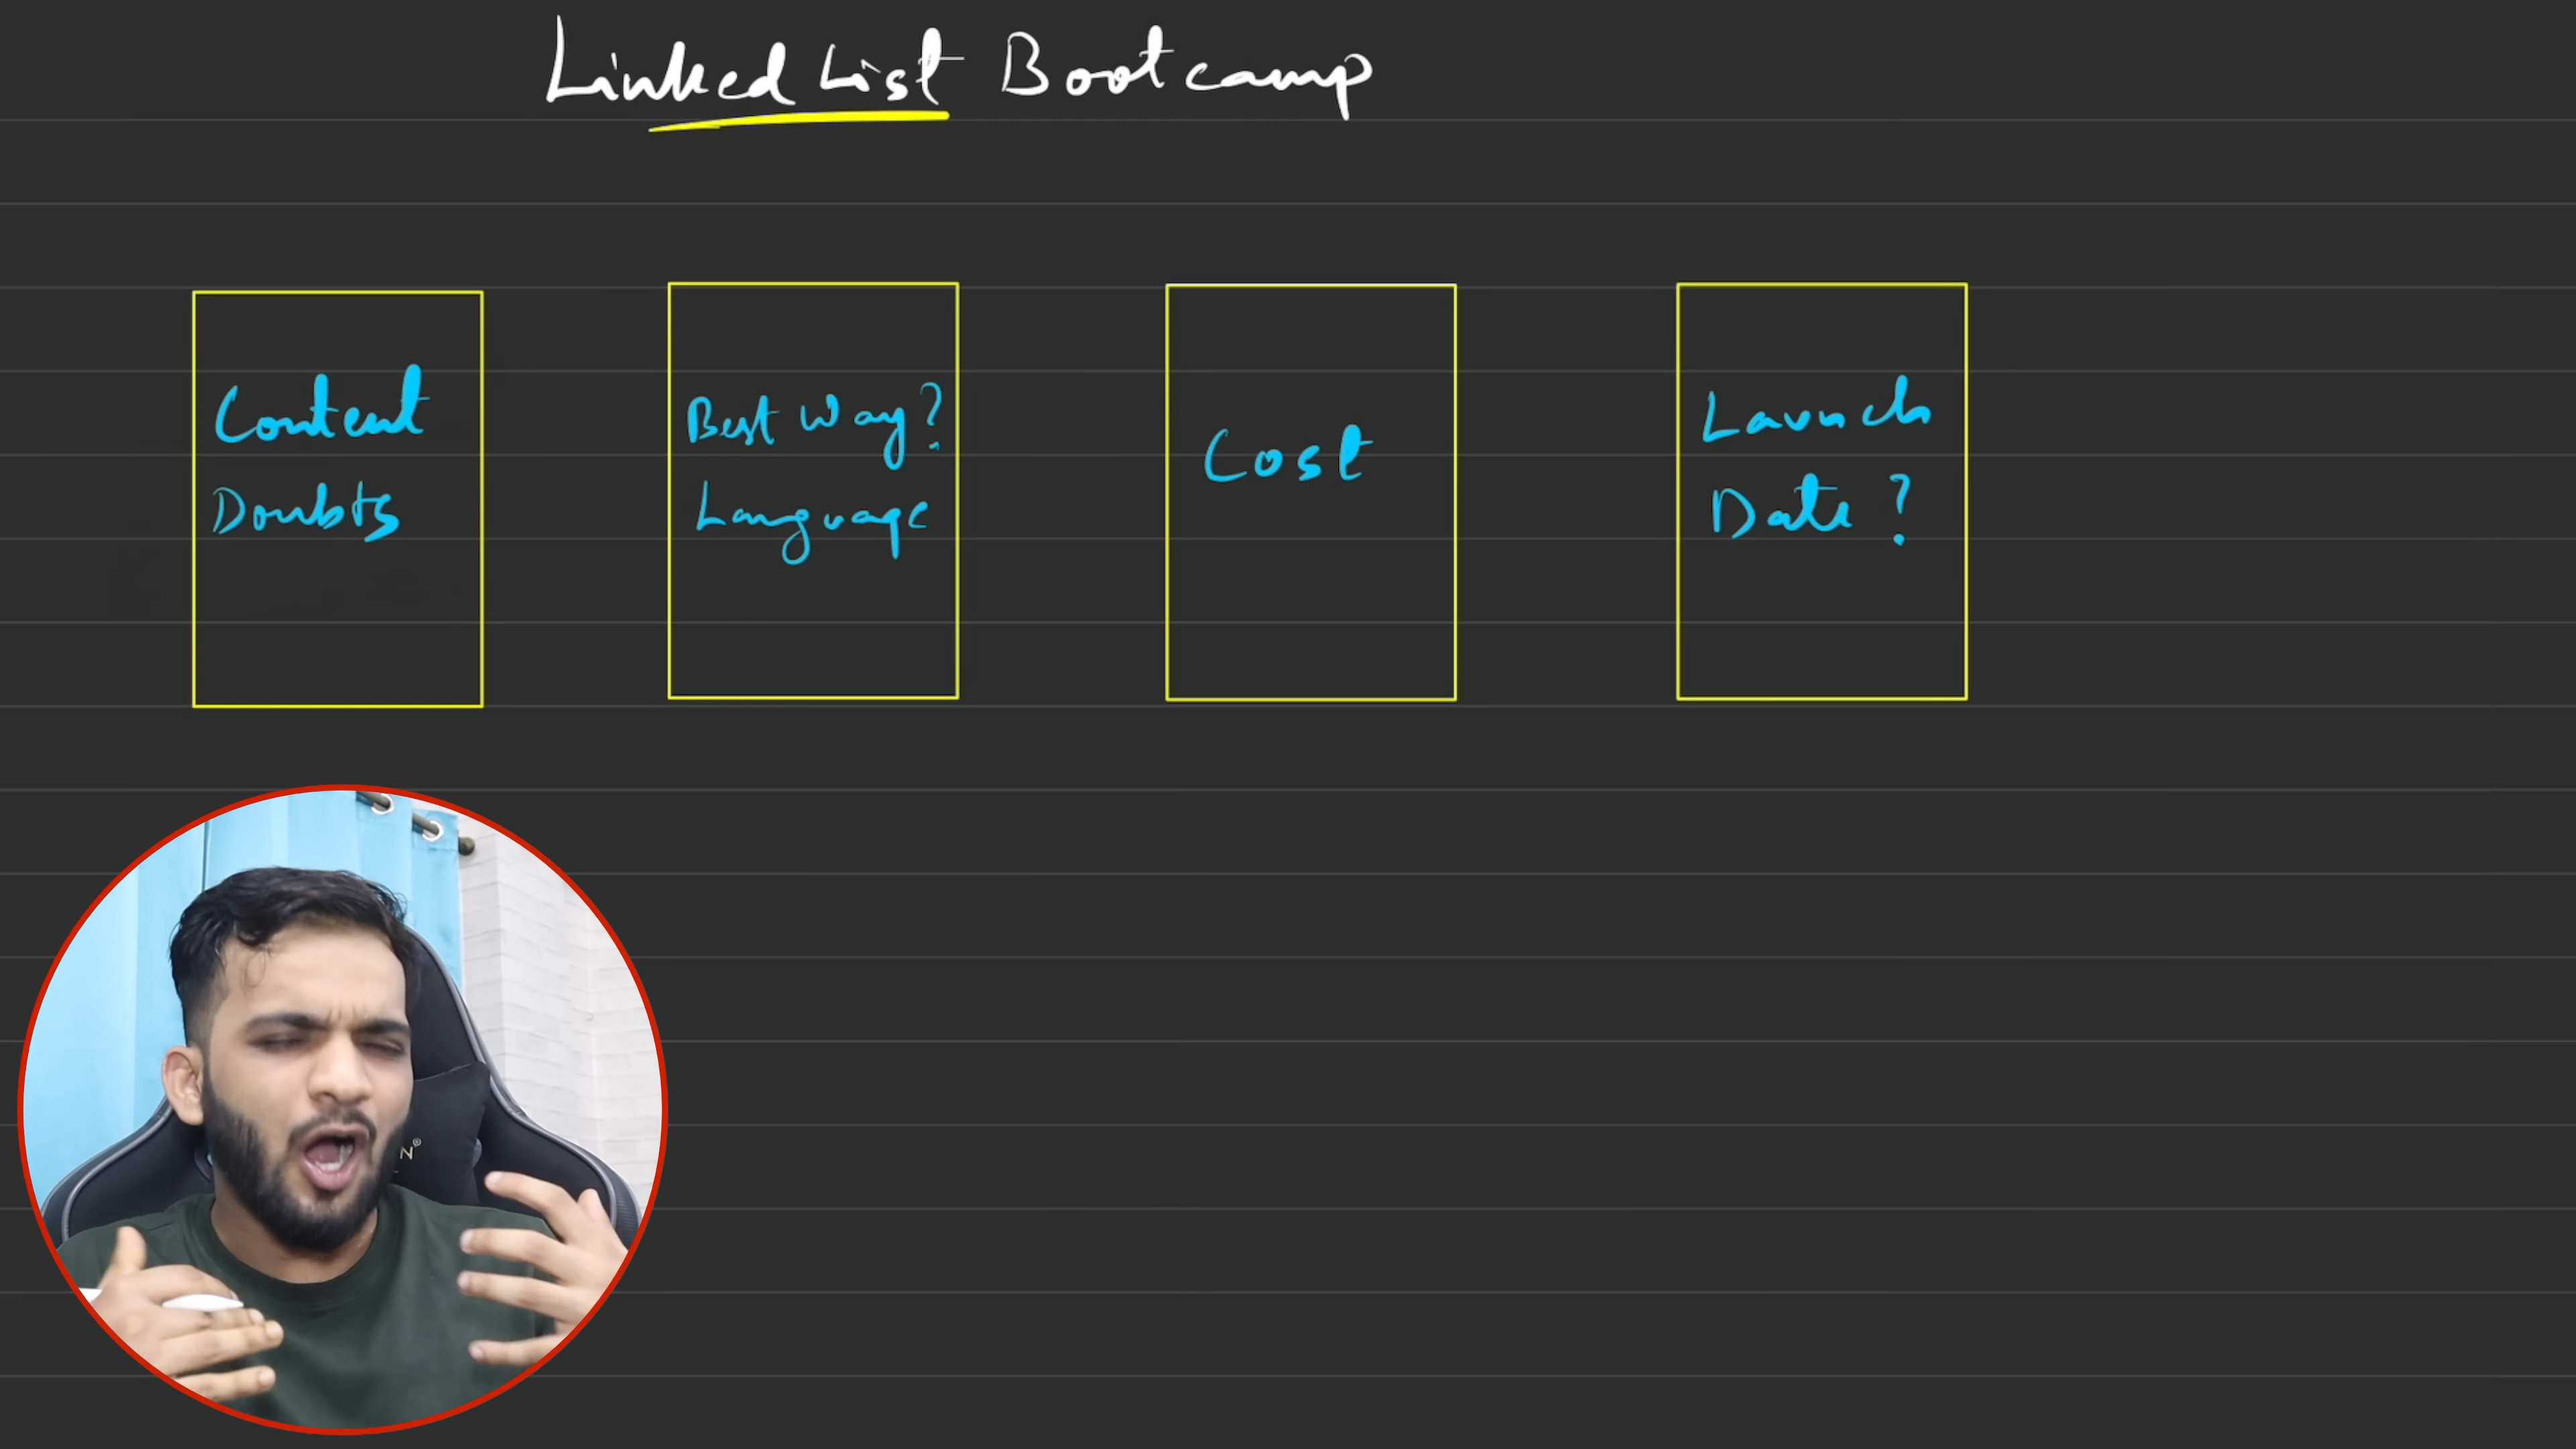 Linked List Bootcamp
Content
Doubts
Best Way?
Language
Cost
Launch
Date?
N®